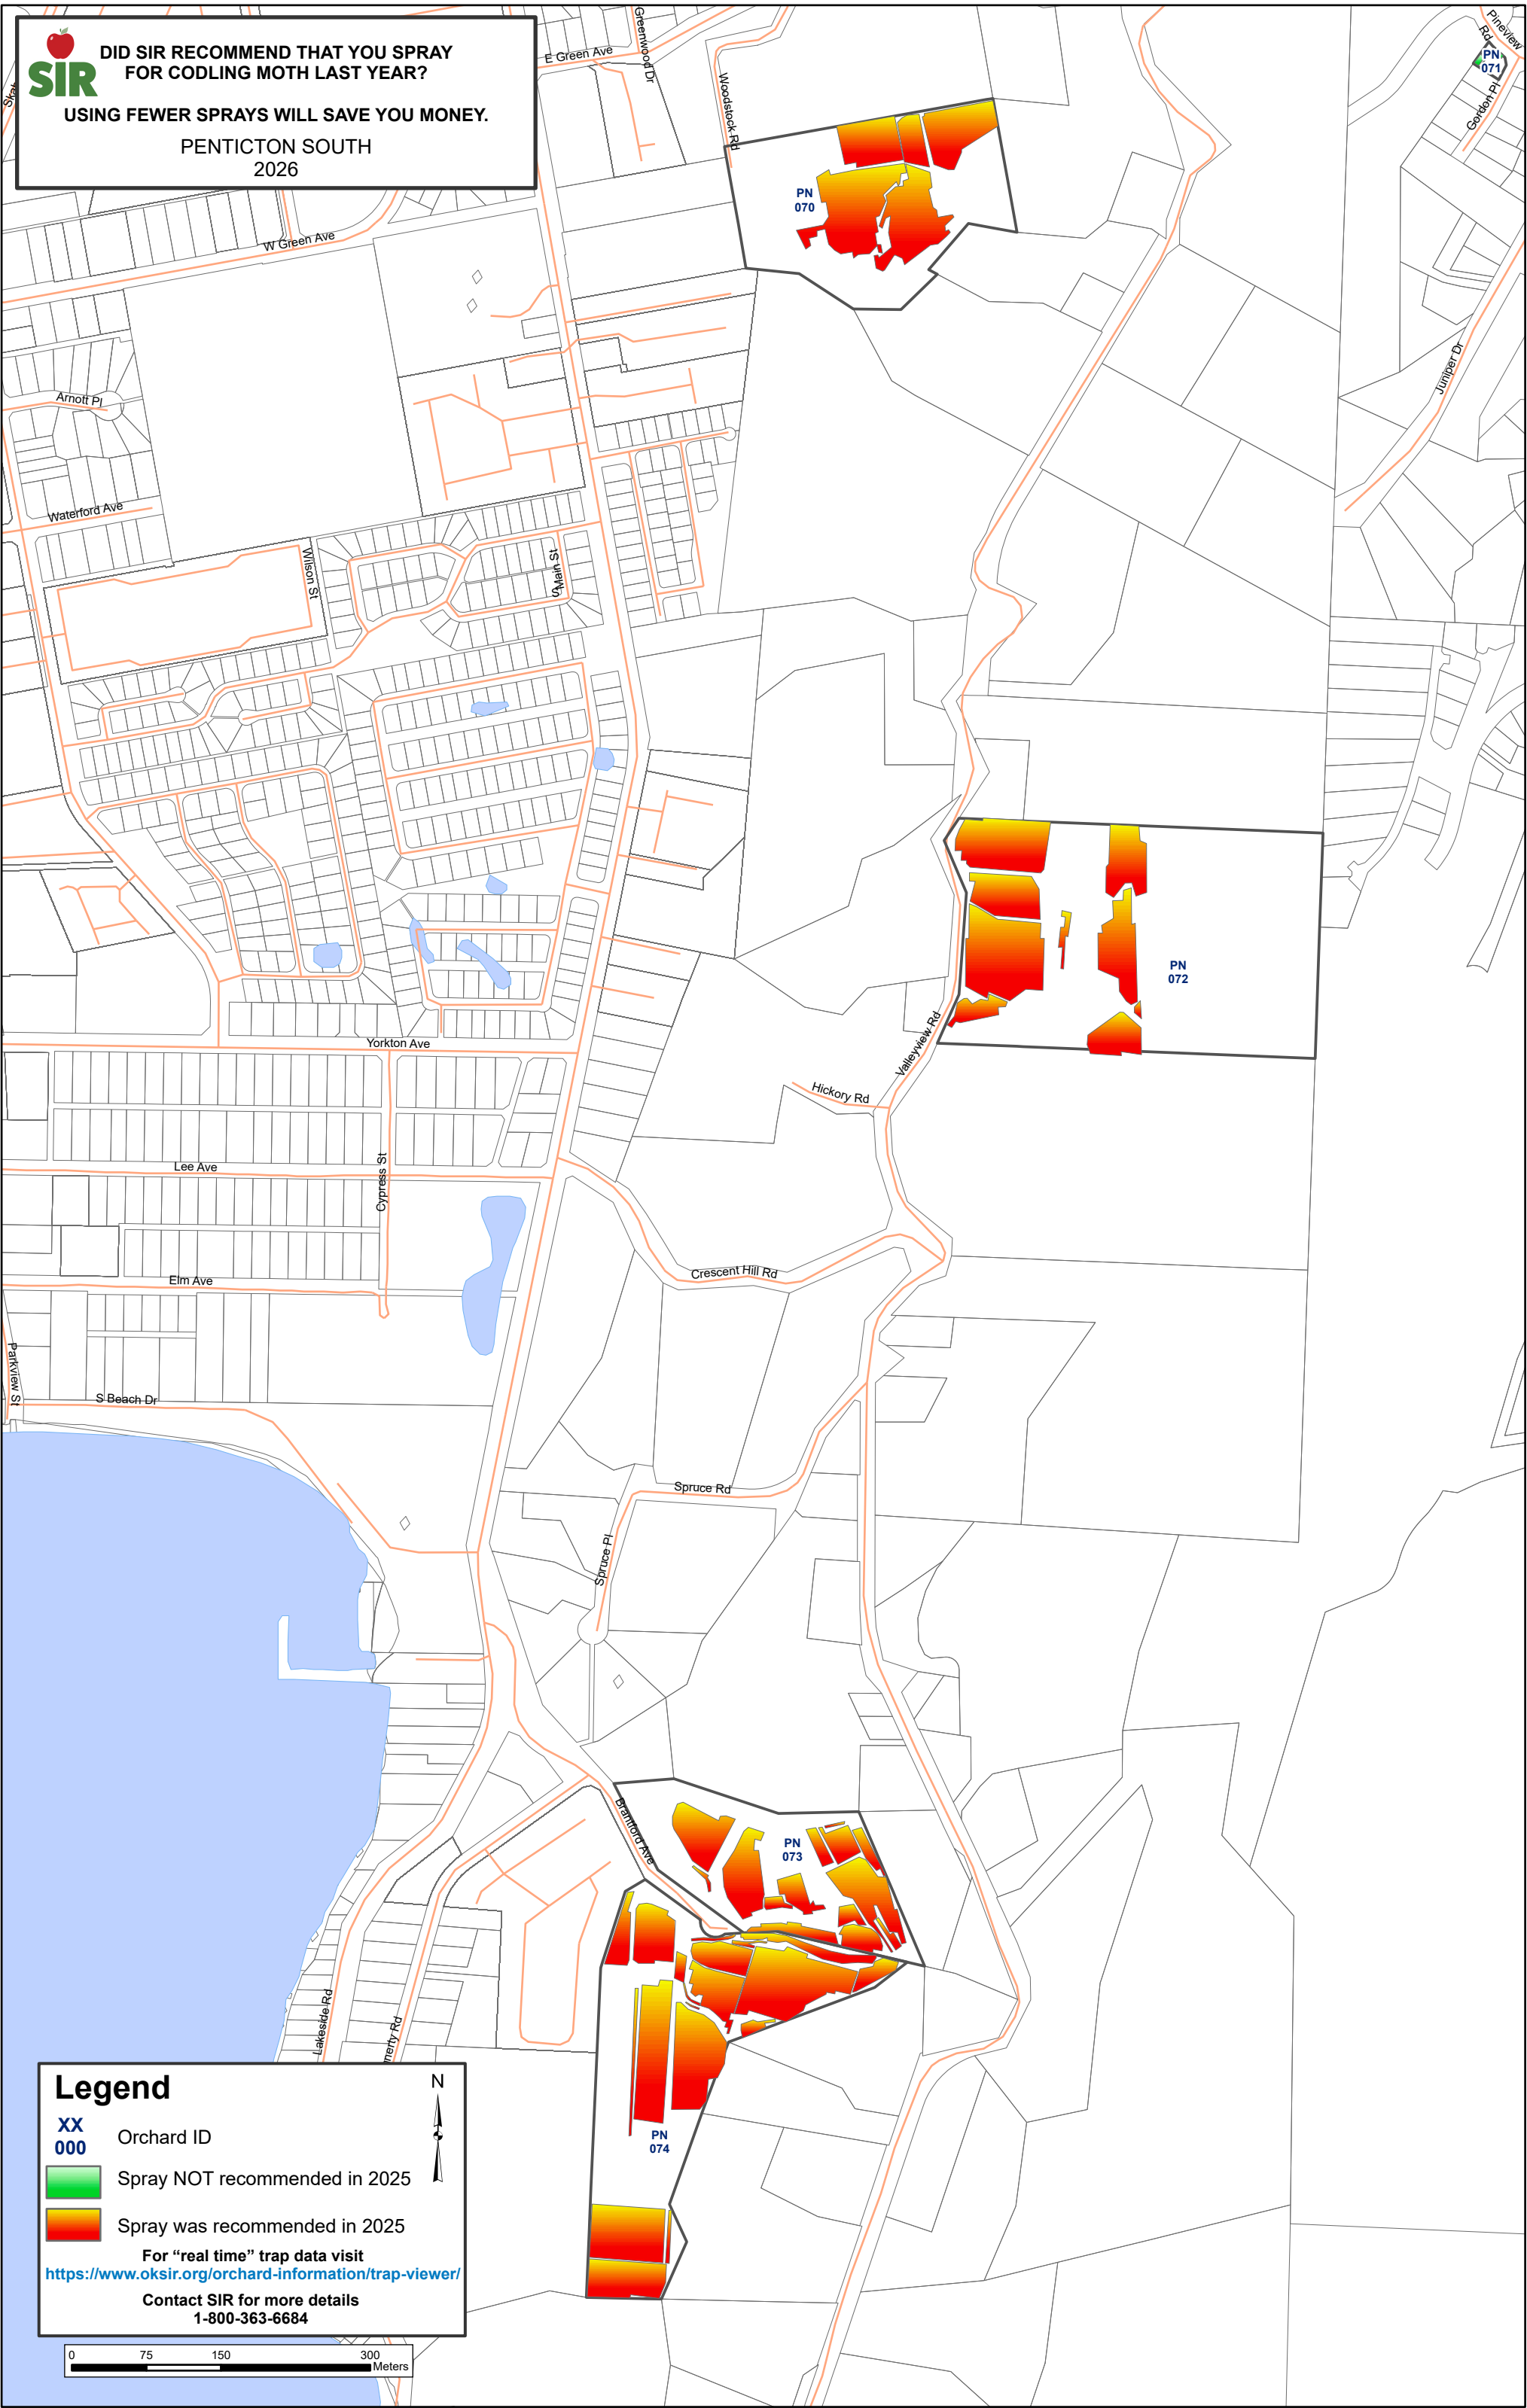 SIR
DID SIR RECOMMEND THAT YOU SPRAY
FOR CODLING MOTH LAST YEAR?
USING FEWER SPRAYS WILL SAVE YOU MONEY.
PENTICTON SOUTH
2026
E Green Ave
Greenwood Dr
Woodstock Rd
Pineview
Rd
PN
071
Gordon Pl
PN
070
W Green Ave
Juniper Dr
Arnott Pl
Waterford Ave
Wilson St
S Main St
PN
072
Valleyview Rd
Yorkton Ave
Hickory Rd
Lee Ave
Cypress St
Crescent Hill Rd
Elm Ave
Parkview St
S Beach Dr
Spruce Rd
Spruce Pl
Brantford Ave
PN
073
Lakeside Rd
nerty Rd
PN
074
Legend
N
XX
000
Orchard ID
Spray NOT recommended in 2025
Spray was recommended in 2025
For “real time” trap data visit
https://www.oksir.org/orchard-information/trap-viewer/
Contact SIR for more details
1-800-363-6684
0 75 150 300
Meters